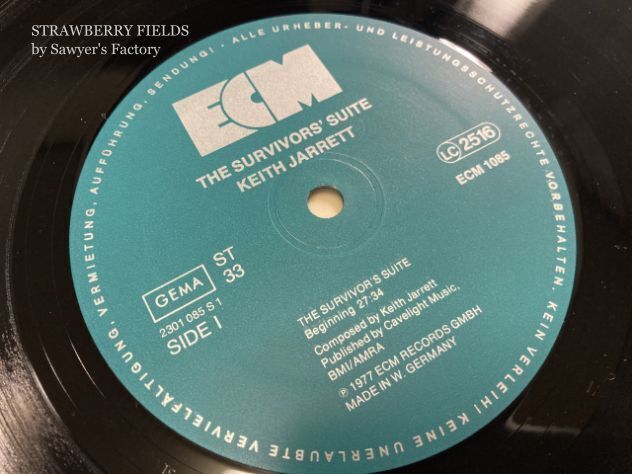 STRAWBERRY FIELDS
by Sawyer's Factory
ECM
THE SURVIVORS' SUITE
KEITH JARRETT
LC 2516
ECM 1085
GEMA
ST
33
2301 085 S 1
SIDE I
THE SURVIVOR'S SUITE
Beginning 27:34
Composed by Keith Jarrett
Published by Cavelight Music,
BMI/AMRA
℗ 1977 ECM RECORDS GMBH
MADE IN W. GERMANY
ALLE URHEBER- UND LEISTUNGSSCHUTZRECHTE VORBEHALTEN. KEIN VERLEIH! KEINE UNERLAUBTE VERVIELFÄLTIGUNG, VERMIETUNG, AUFFÜHRUNG, SENDUNG! ·